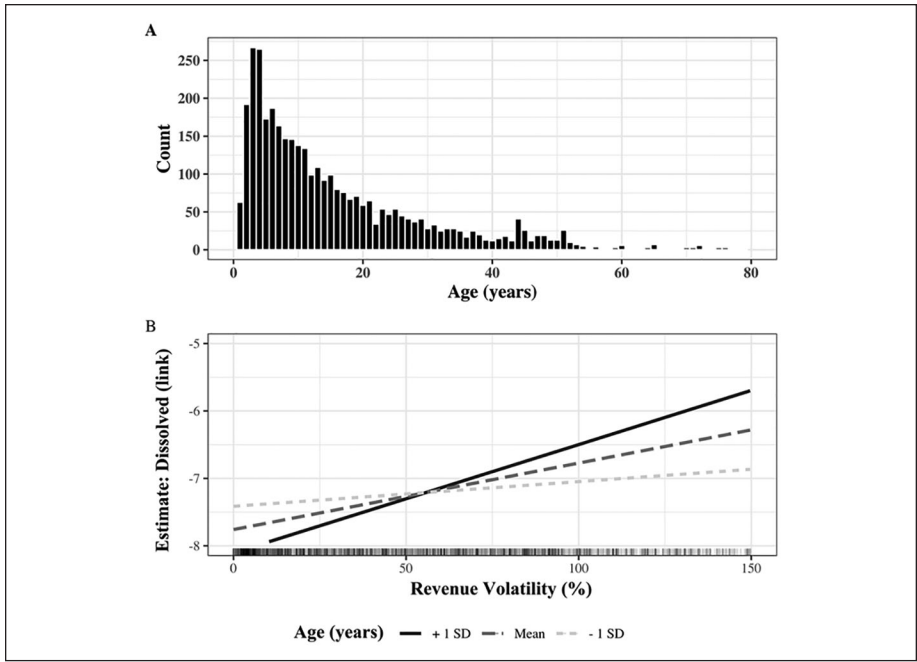 A
250
200
150
100
50
0
Count
0 20 40 60 80
Age (years)
B
-5
-6
-7
-8
Estimate: Dissolved (link)
0 50 100 150
Revenue Volatility (%)
Age (years) + 1 SD Mean - 1 SD